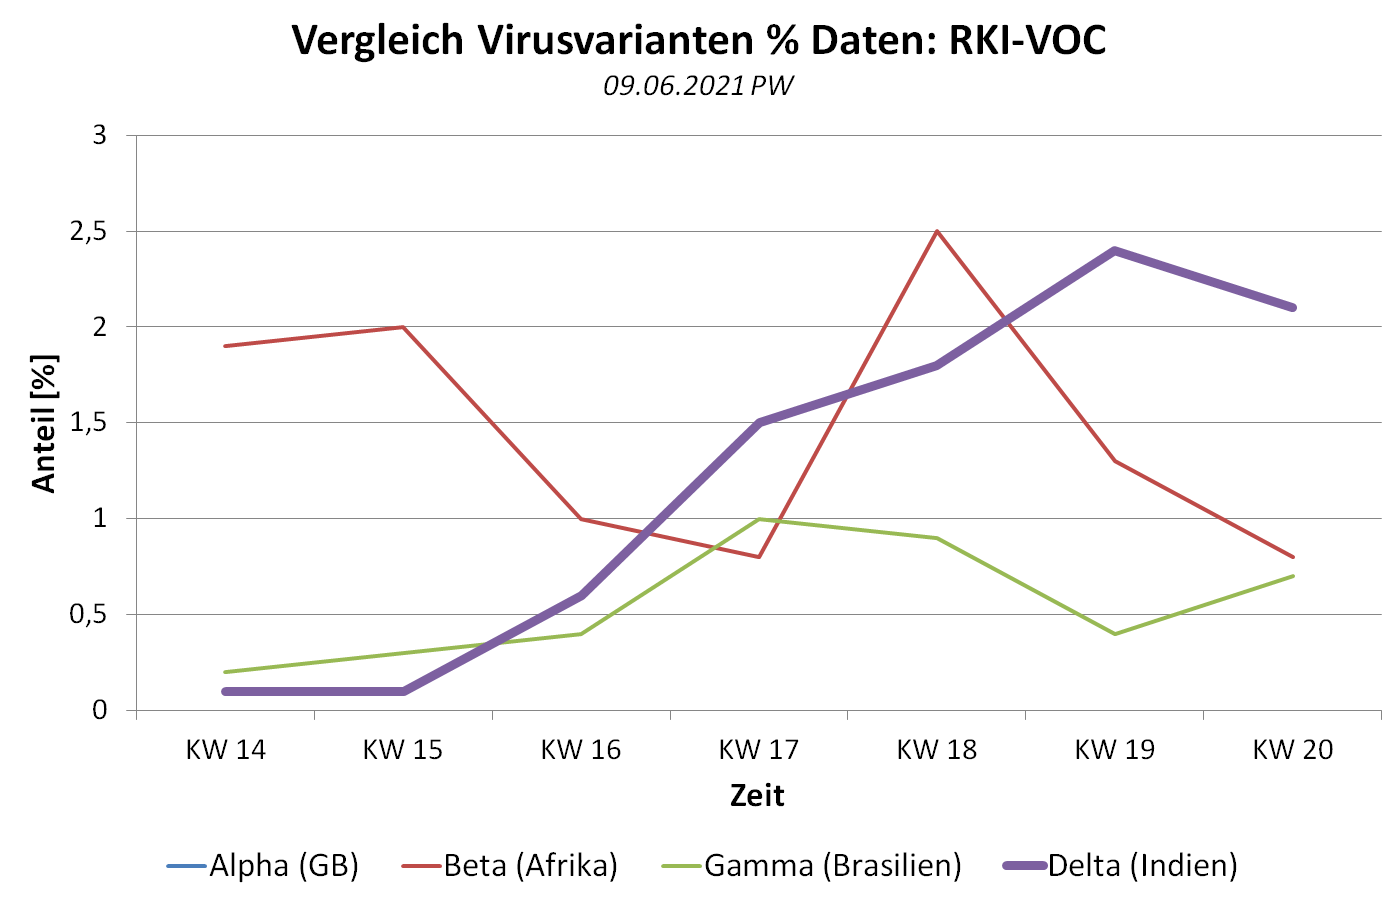 Vergleich Virusvarianten % Daten: RKI-VOC
09.06.2021 PW
3
2,5
2
1,5
1
0,5
0
Anteil [%]
KW 14 KW 15 KW 16 KW 17 KW 18 KW 19 KW 20
Zeit
Alpha (GB) Beta (Afrika) Gamma (Brasilien) Delta (Indien)